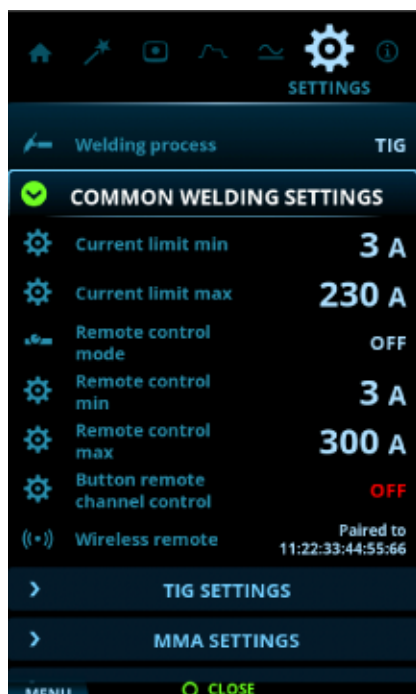 SETTINGS
Welding process TIG
COMMON WELDING SETTINGS
Current limit min 3 A
Current limit max 230 A
Remote control
mode OFF
Remote control
min 3 A
Remote control
max 300 A
Button remote
channel control OFF
Wireless remote Paired to
11:22:33:44:55:66
TIG SETTINGS
MMA SETTINGS
MENU CLOSE